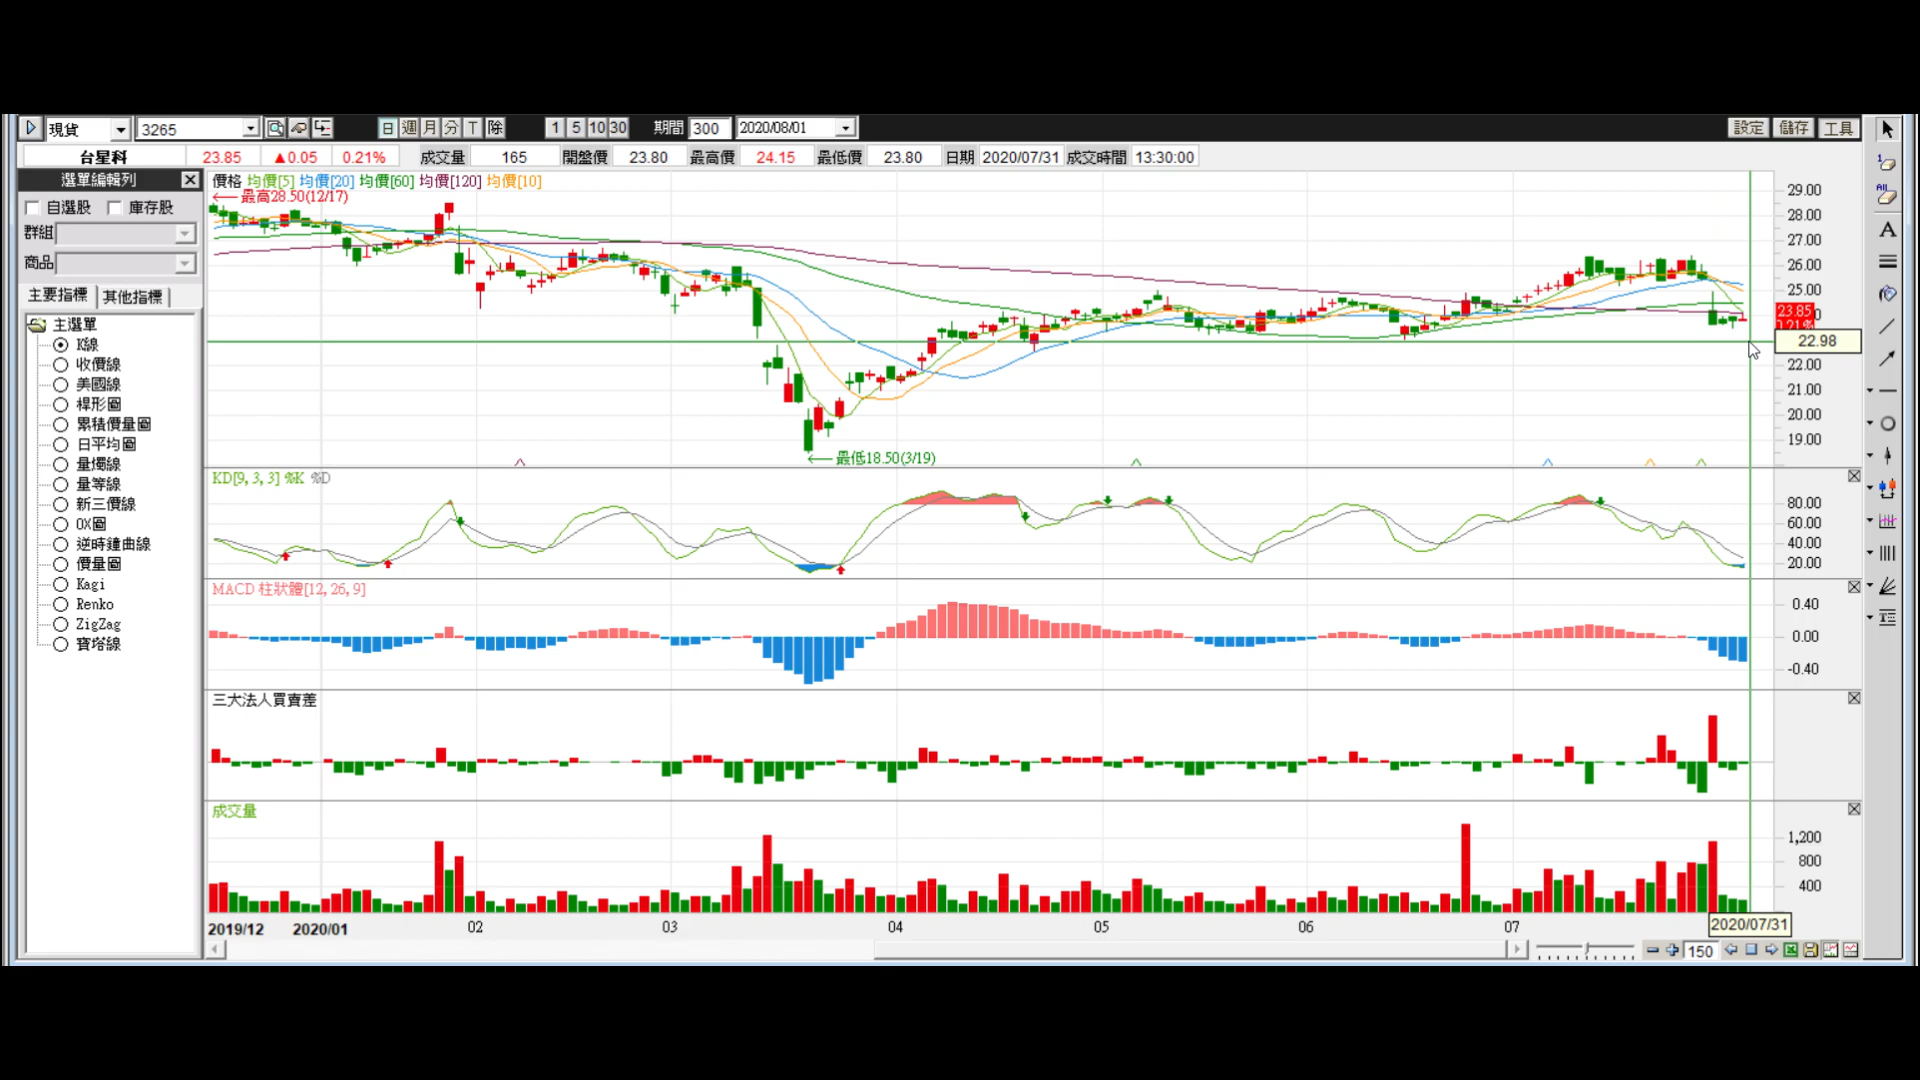 現貨 3265 日 週 月 分 T 除 1 5 10 30 期間 300 2020/08/01 設定 儲存 工具
台星科 23.85 ▲0.05 0.21% 成交量 165 開盤價 23.80 最高價 24.15 最低價 23.80 日期 2020/07/31 成交時間 13:30:00
選單編輯列
自選股 庫存股
群組
商品
主要指標 其他指標
主選單
K線
收價線
美國線
桿形圖
累積價量圖
日平均圖
量燭線
量等線
新三價線
OX圖
逆時鐘曲線
價量圖
Kagi
Renko
ZigZag
寶塔線
價格 均價[5] 均價[20] 均價[60] 均價[120] 均價[10]
最高28.50(12/17)
29.00
28.00
27.00
26.00
25.00
23.85
22.98
22.00
21.00
20.00
19.00
最低18.50(3/19)
KD[9, 3, 3] %K %D
80.00
60.00
40.00
20.00
MACD 柱狀體[12, 26, 9]
0.40
0.00
-0.40
三大法人買賣差
成交量
1,200
800
400
2019/12 2020/01 02 03 04 05 06 07 2020/07/31
150
1
All
A